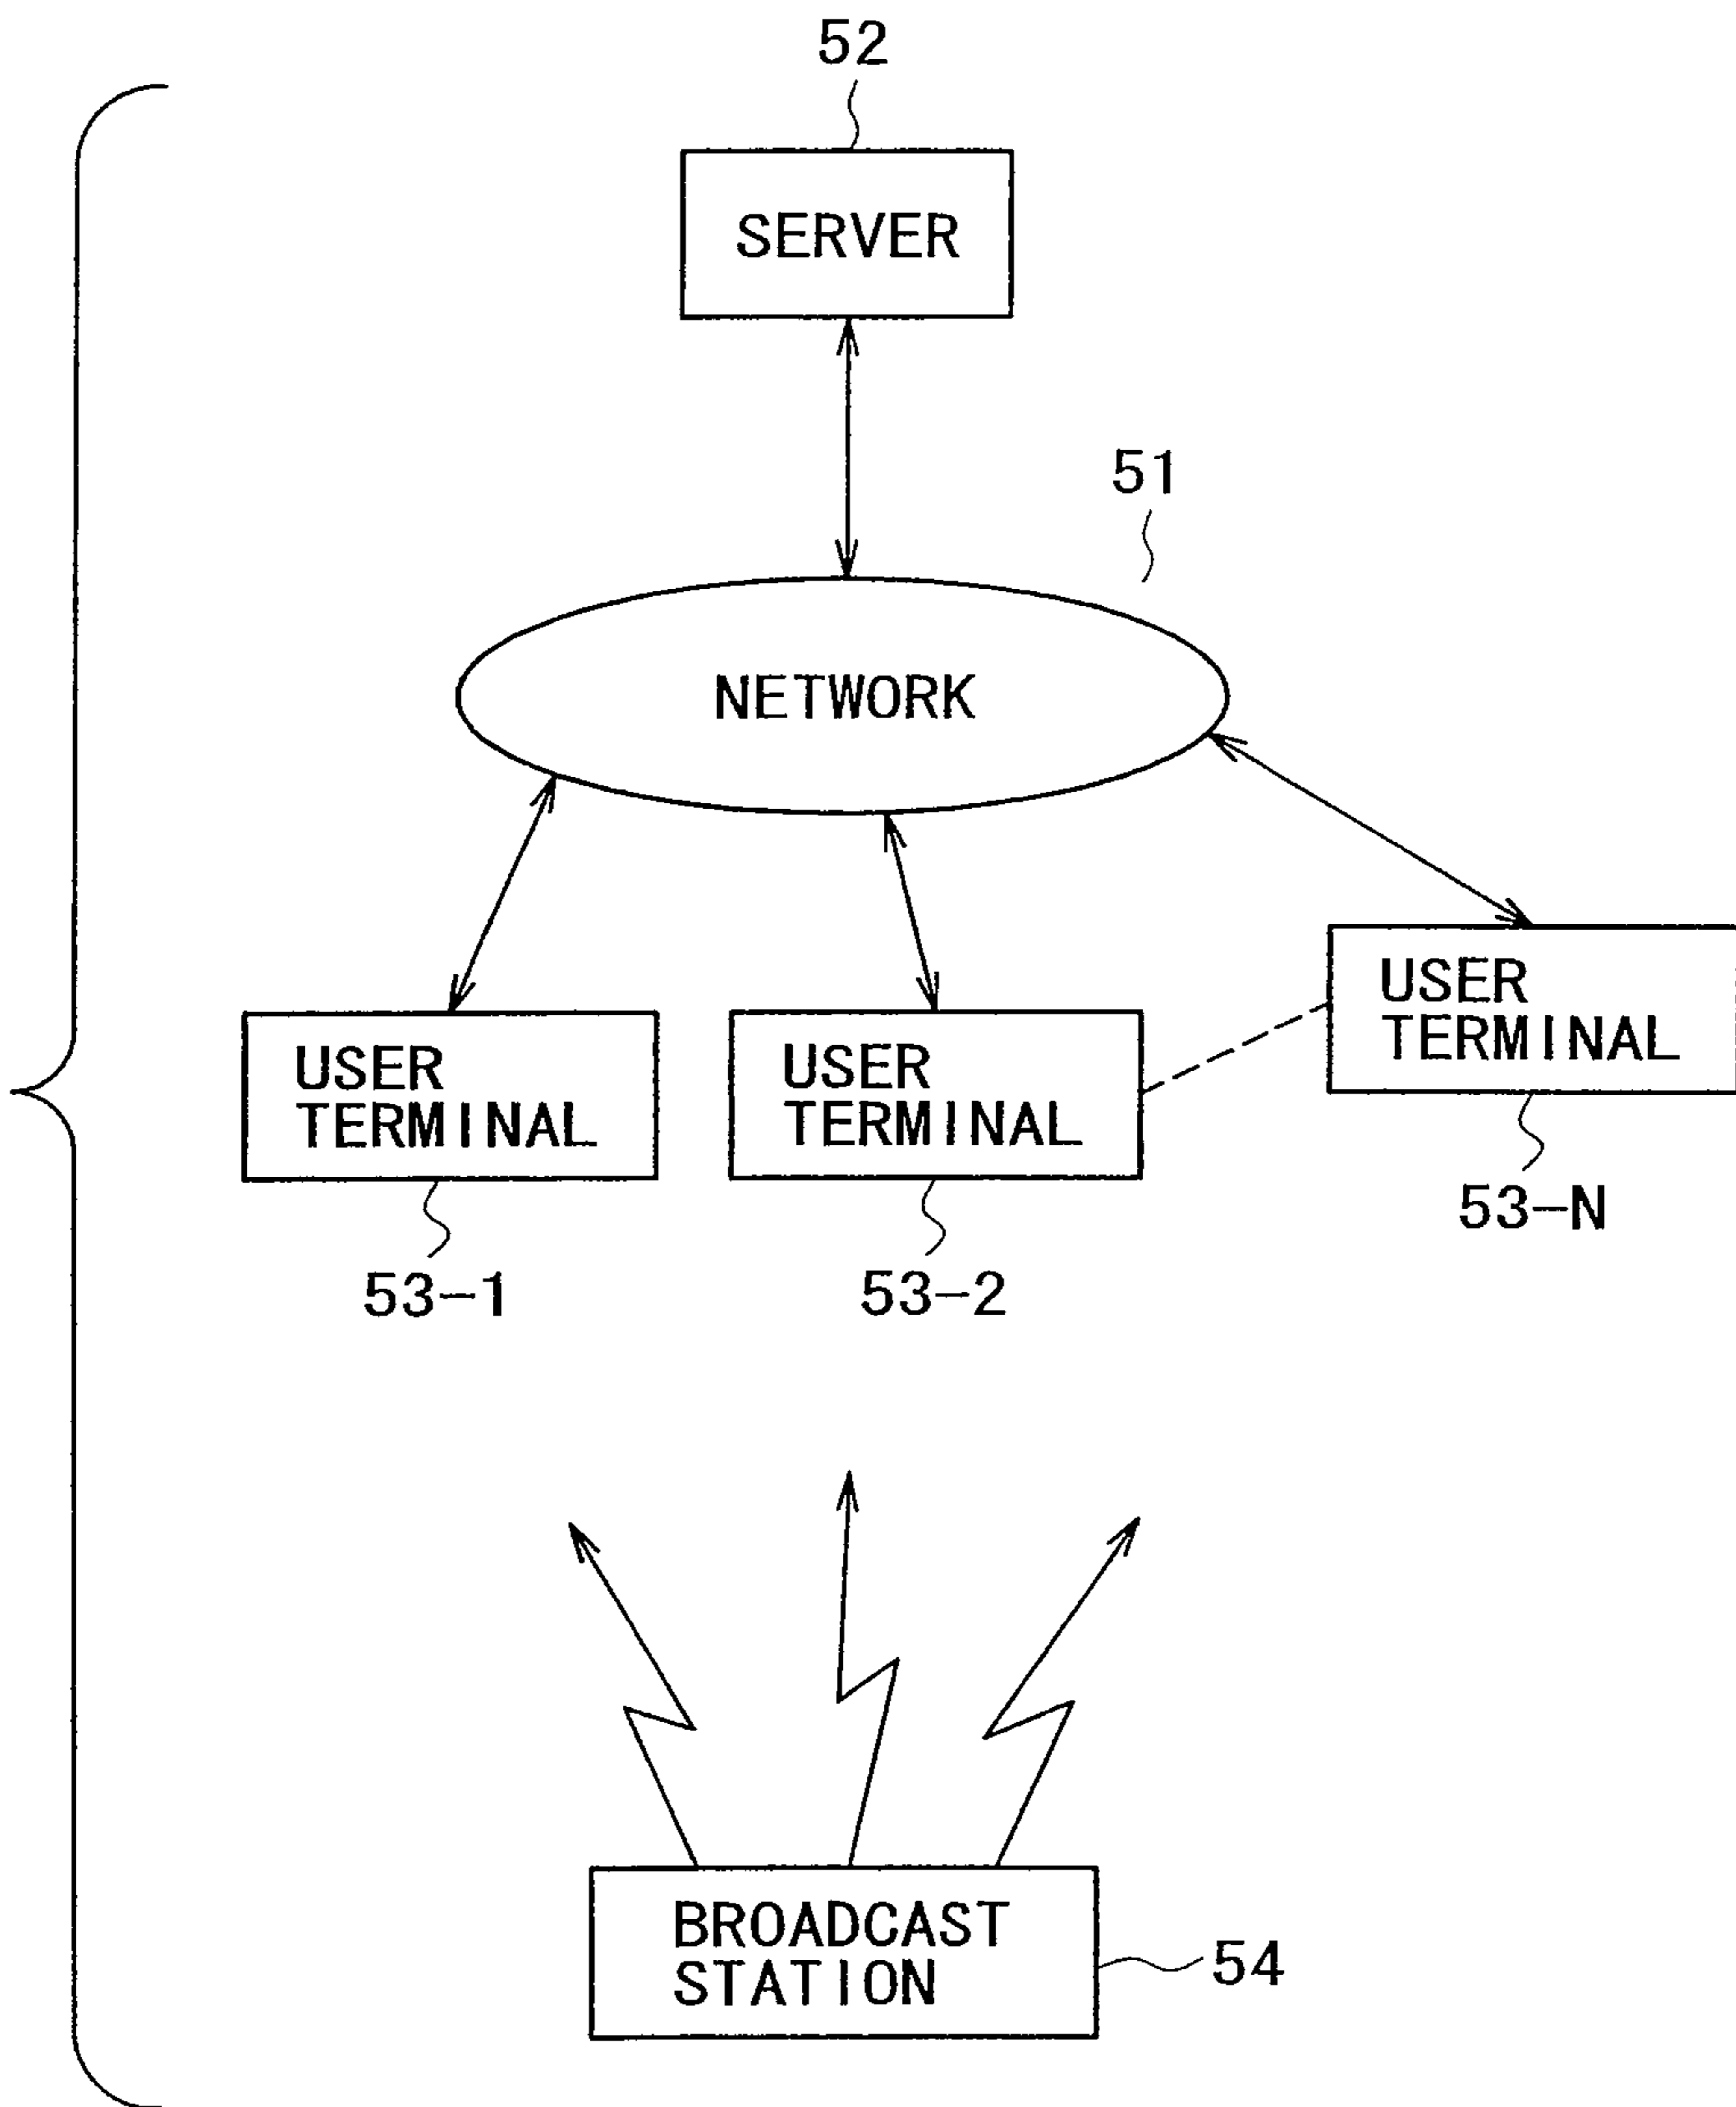 52
SERVER
51
NETWORK
USER
TERMINAL
USER
TERMINAL
USER
TERMINAL
53-1
53-2
53-N
BROADCAST
STATION
54